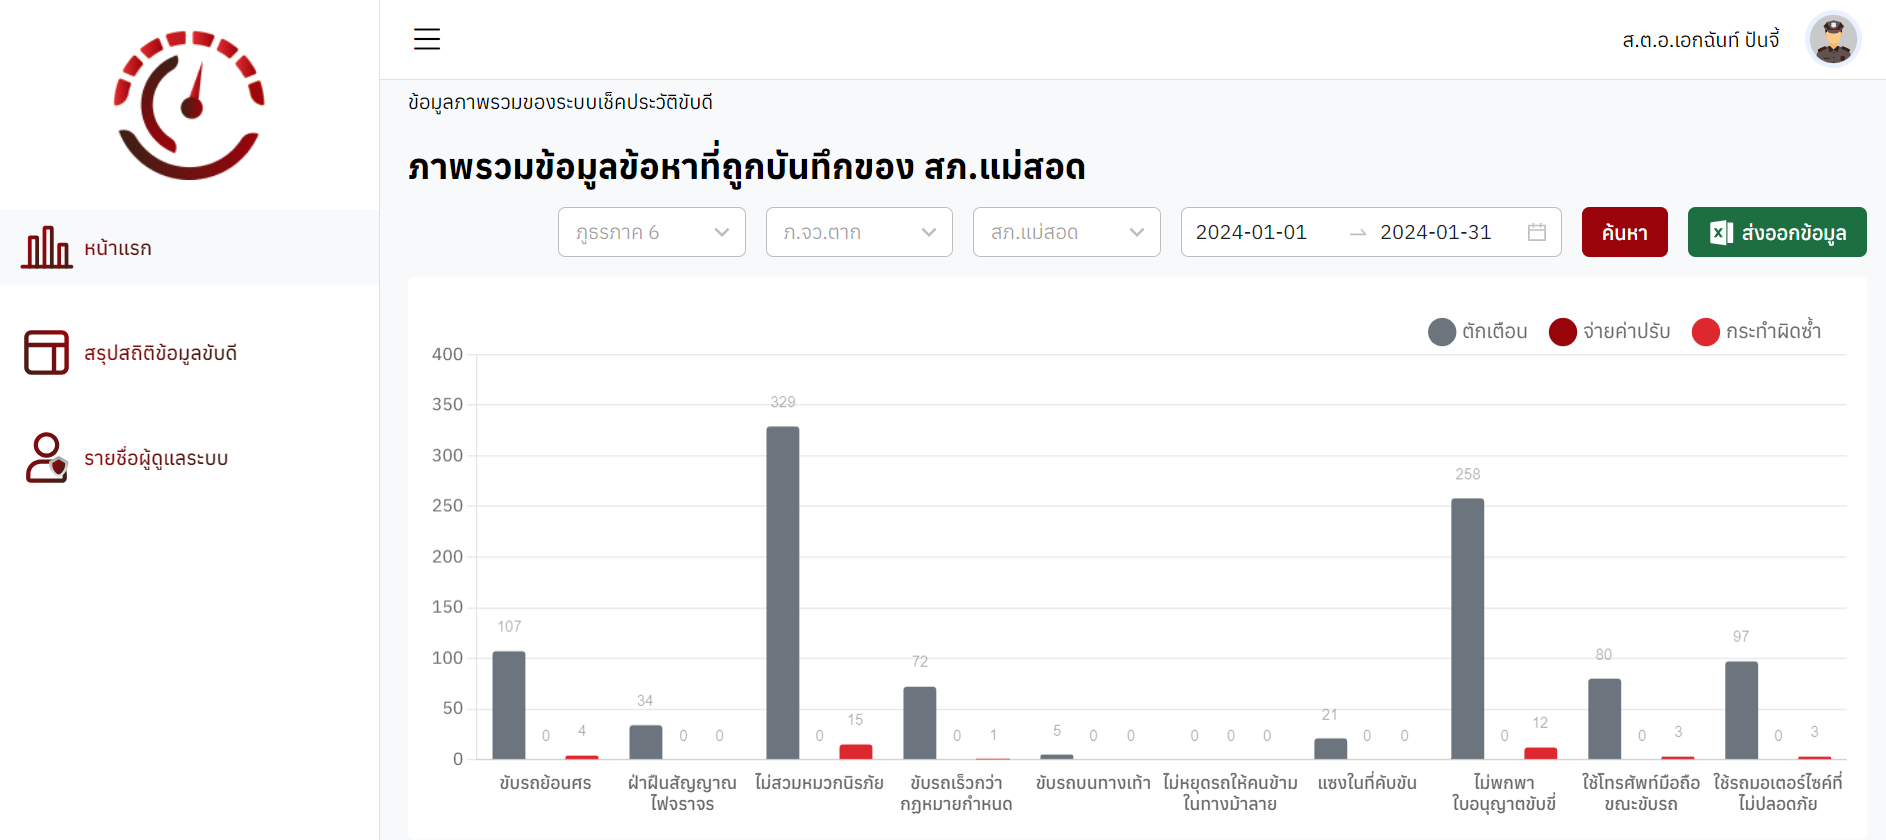 ส.ต.อ.เอกฉันท์ ปันจี้
ข้อมูลภาพรวมของระบบเช็คประวัติขับดี
ภาพรวมข้อมูลข้อหาที่ถูกบันทึกของ สภ.แม่สอด
หน้าแรก
สรุปสถิติข้อมูลขับดี
รายชื่อผู้ดูแลระบบ
ภูธรภาค 6 ภ.จว.ตาก สภ.แม่สอด 2024-01-01 2024-01-31 ค้นหา ส่งออกข้อมูล
ตักเตือน จ่ายค่าปรับ กระทำผิดซ้ำ
400
350
300
250
200
150
100
50
0
107 0 4
34 0 0
329 0 15
72 0 1
5 0 0
0 0 0
21 0 0
258 0 12
80 0 3
97 0 3
ขับรถย้อนศร
ฝ่าฝืนสัญญาณ
ไฟจราจร
ไม่สวมหมวกนิรภัย
ขับรถเร็วกว่า
กฎหมายกำหนด
ขับรถบนทางเท้า
ไม่หยุดรถให้คนข้าม
ในทางม้าลาย
แซงในที่คับขัน
ไม่พกพา
ใบอนุญาตขับขี่
ใช้โทรศัพท์มือถือ
ขณะขับรถ
ใช้รถมอเตอร์ไซค์ที่
ไม่ปลอดภัย